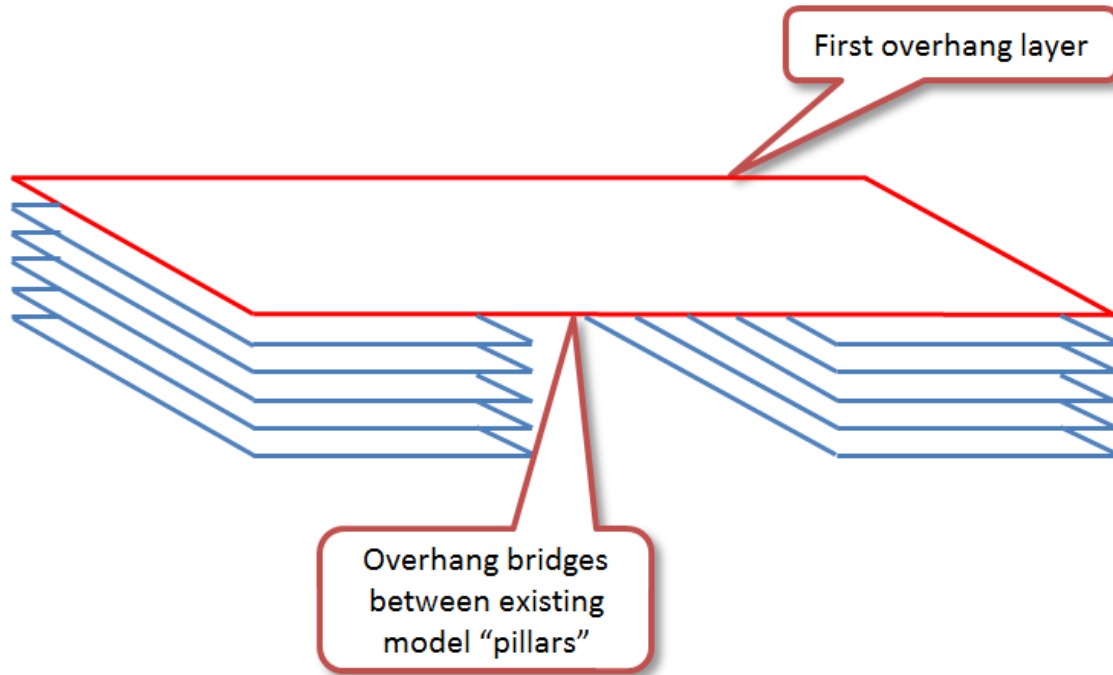 First overhang layer
Overhang bridges
between existing
model “pillars”